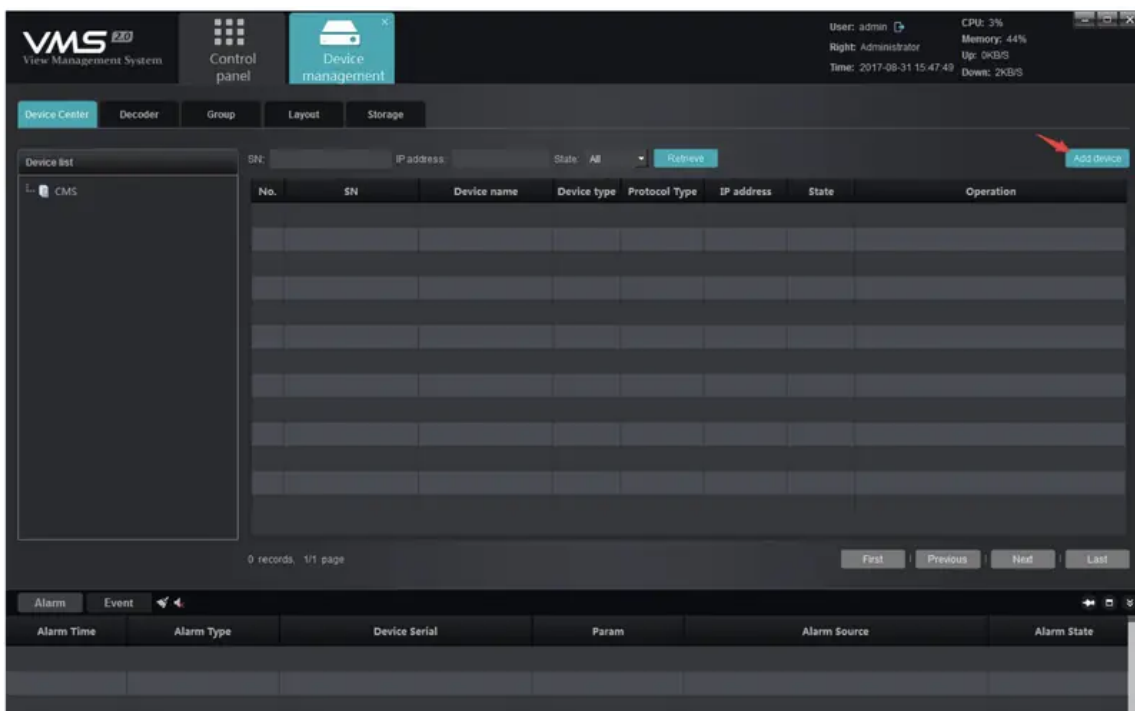 VMS 2.0
View Management System
Control
panel
Device
management
User: admin
Right: Administrator
Time: 2017-08-31 15:47:49
CPU: 3%
Memory: 44%
Up: 0KB/S
Down: 2KB/S
Device Center Decoder Group Layout Storage
Device list
CMS
SN: IP address: State: All Retrieve Add device
No. SN Device name Device type Protocol Type IP address State Operation
0 records, 1/1 page
First Previous Next Last
Alarm Event
Alarm Time Alarm Type Device Serial Param Alarm Source Alarm State